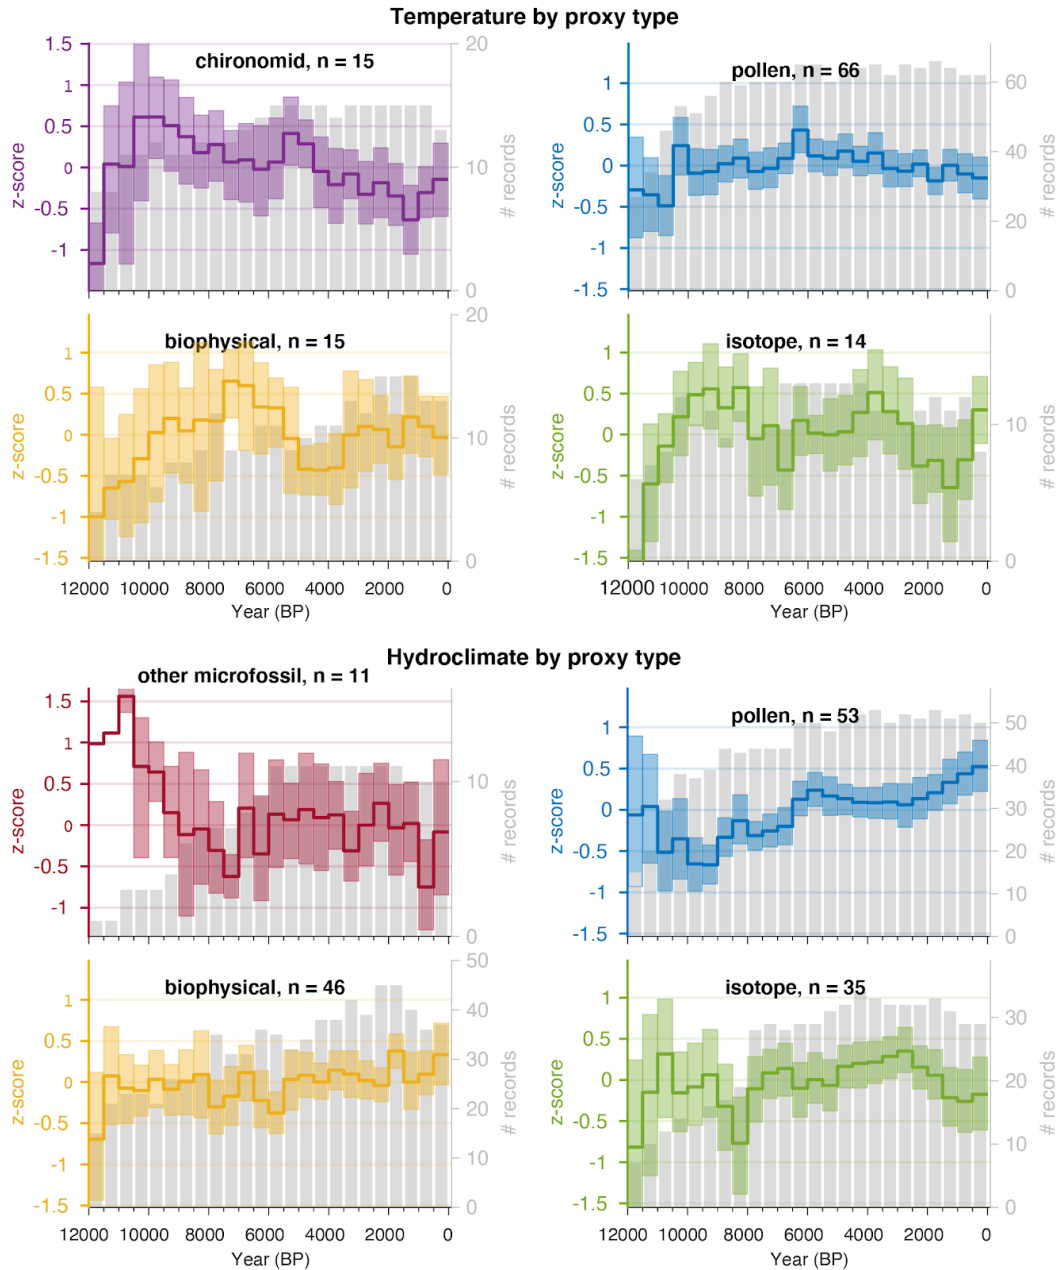 Temperature by proxy type
chironomid, n = 15
1.5
1
0.5
0
-0.5
-1
z-score
20
10
0
# records
pollen, n = 66
1
0.5
0
-0.5
-1
-1.5
z-score
60
40
20
0
# records
biophysical, n = 15
1
0.5
0
-0.5
-1
-1.5
z-score
20
10
0
# records
12000 10000 8000 6000 4000 2000 0
Year (BP)
isotope, n = 14
1
0.5
0
-0.5
-1
-1.5
z-score
10
0
# records
12000 10000 8000 6000 4000 2000 0
Year (BP)
Hydroclimate by proxy type
other microfossil, n = 11
1.5
1
0.5
0
-0.5
-1
z-score
10
0
# records
pollen, n = 53
1
0.5
0
-0.5
-1
-1.5
z-score
50
40
30
20
10
0
# records
biophysical, n = 46
1
0.5
0
-0.5
-1
-1.5
z-score
50
40
30
20
10
0
# records
12000 10000 8000 6000 4000 2000 0
Year (BP)
isotope, n = 35
1
0.5
0
-0.5
-1
-1.5
z-score
30
20
10
0
# records
12000 10000 8000 6000 4000 2000 0
Year (BP)